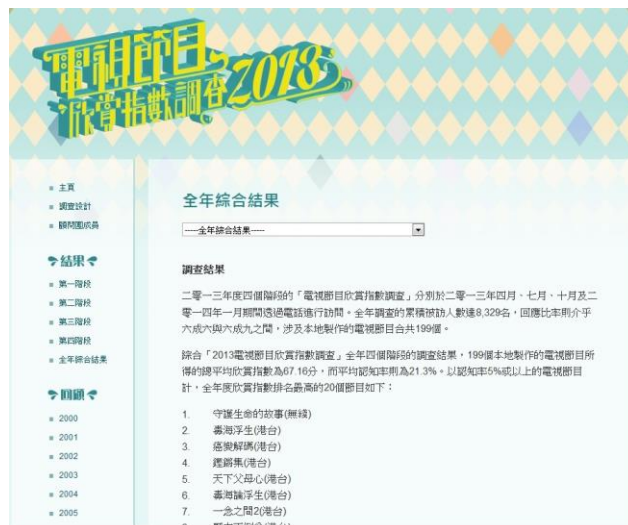 電視節目
欣賞指數調查2013
主頁
調查設計
顧問團成員
結果
第一階段
第二階段
第三階段
第四階段
全年綜合結果
回顧
2000
2001
2002
2003
2004
2005
全年綜合結果
-----全年綜合結果-----
調查結果
二零一三年度四個階段的「電視節目欣賞指數調查」分別於二零一三年四月、七月、十月及二
零一四年一月期間透過電話進行訪問。全年調查的累積被訪人數達8,329名，回應比率則介乎
六成六與六成九之間，涉及本地製作的電視節目合共199個。
綜合「2013電視節目欣賞指數調查」全年四個階段的調查結果，199個本地製作的電視節目所
得的總平均欣賞指數為67.16分，而平均認知率則為21.3%。以認知率5%或以上的電視節目
計，全年度欣賞指數排名最高的20個節目如下：
1. 守護生命的故事(無綫)
2. 毒海浮生(港台)
3. 癌變解碼(港台)
4. 鏗鏘集(港台)
5. 天下父母心(港台)
6. 毒海論浮生(港台)
7. 一念之間2(港台)